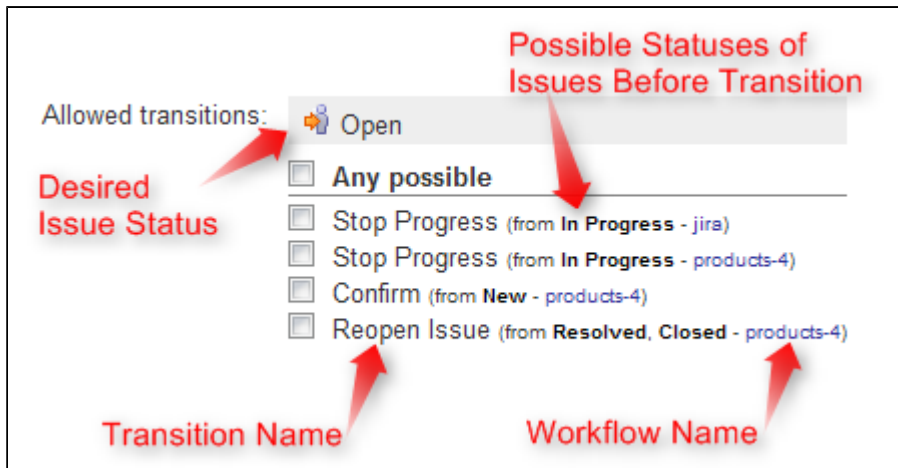 Possible Statuses of
Issues Before Transition
Allowed transitions:
Open
Desired
Issue Status
Any possible
Stop Progress (from In Progress - jira)
Stop Progress (from In Progress - products-4)
Confirm (from New - products-4)
Reopen Issue (from Resolved, Closed - products-4)
Transition Name
Workflow Name